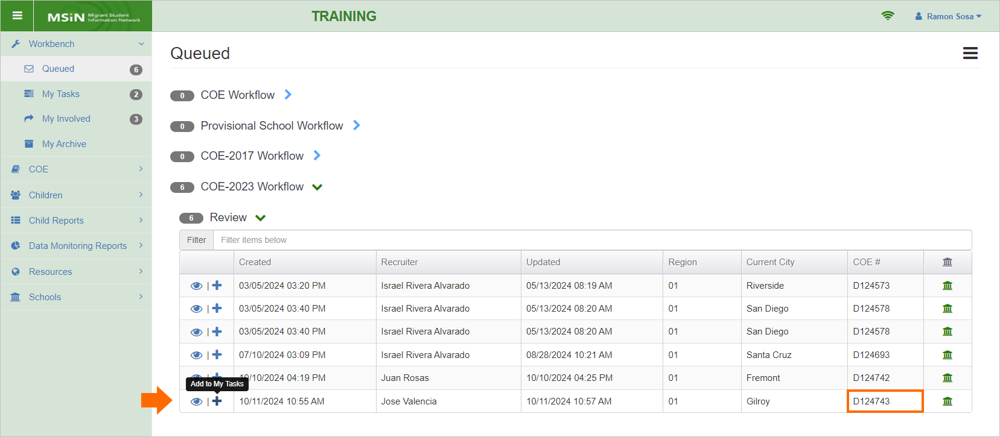 MSiN Migrant Student
Information Network
TRAINING
Ramon Sosa
Workbench
Queued 6
My Tasks 2
My Involved 3
My Archive
COE
Children
Child Reports
Data Monitoring Reports
Resources
Schools
Queued
0 COE Workflow
0 Provisional School Workflow
0 COE-2017 Workflow
6 COE-2023 Workflow
6 Review
Filter Filter items below
Created Recruiter Updated Region Current City COE #
| 03/05/2024 03:20 PM Israel Rivera Alvarado 05/13/2024 08:19 AM 01 Riverside D124573
| 03/05/2024 03:40 PM Israel Rivera Alvarado 05/13/2024 08:20 AM 01 San Diego D124578
| 03/05/2024 03:40 PM Israel Rivera Alvarado 05/13/2024 08:20 AM 01 San Diego D124578
| 07/10/2024 03:09 PM Israel Rivera Alvarado 08/28/2024 10:21 AM 01 Santa Cruz D124693
10/10/2024 04:19 PM Juan Rosas 10/10/2024 04:25 PM 01 Fremont D124742
Add to My Tasks
| 10/11/2024 10:55 AM Jose Valencia 10/11/2024 10:57 AM 01 Gilroy D124743